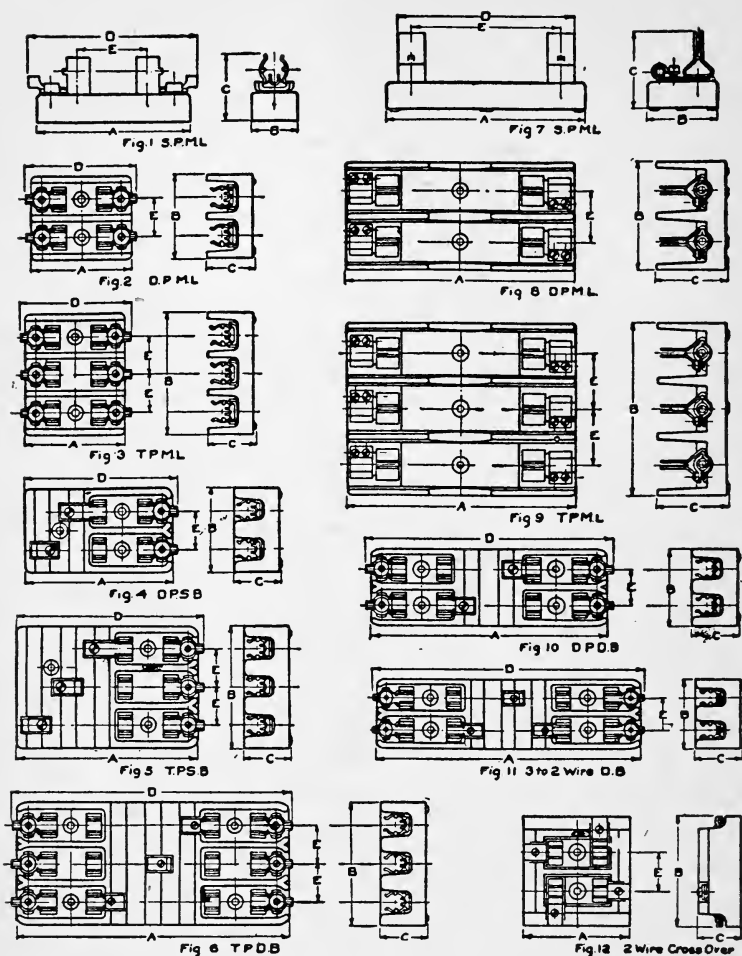 D
E
C
A
B
Fig.1 S.P.M.L
D
E
C
A
B
Fig 7 S.P.M.L
D
B
E
A
C
Fig.2 D.P.M.L
B
E
A
C
Fig 8 D.P.M.L
D
B
E
E
A
C
Fig 3 T.P.M.L
B
E
E
A
C
Fig 9 T.P.M.L
D
B
E
A
C
Fig.4 D.P.S.B
D
B
E
A
C
Fig 10 D.P.D.B
D
B
E
E
A
C
Fig 5 T.P.S.B
D
B
E
A
C
Fig 11 3 to 2 Wire D.B
D
B
E
E
A
C
Fig 6 T.P.D.B
B
E
A
C
Fig.12 2 Wire Cross Over